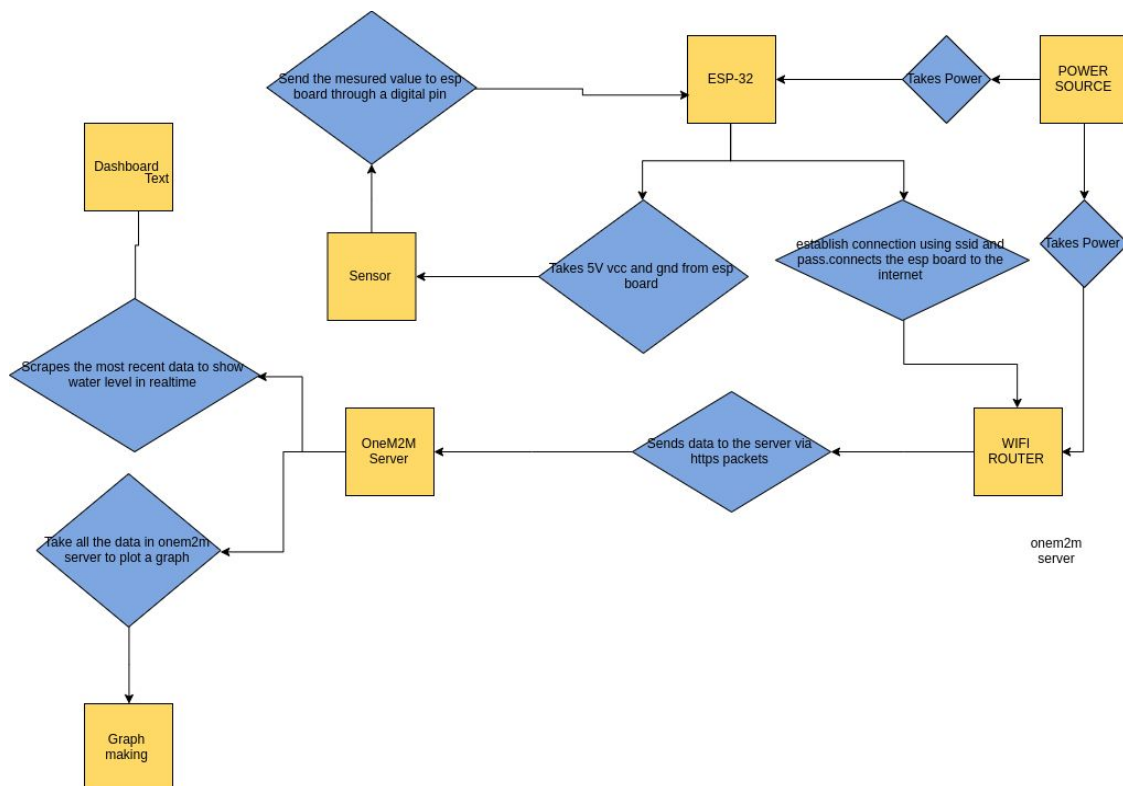 Send the mesured value to esp
board through a digital pin
ESP-32
Takes Power
POWER
SOURCE
Dashboard
Text
Sensor
Takes 5V vcc and gnd from esp
board
establish connection using ssid and
pass.connects the esp board to the
internet
Takes Power
Scrapes the most recent data to show
water level in realtime
OneM2M
Server
Sends data to the server via
https packets
WIFI
ROUTER
Take all the data in onem2m
server to plot a graph
onem2m
server
Graph
making